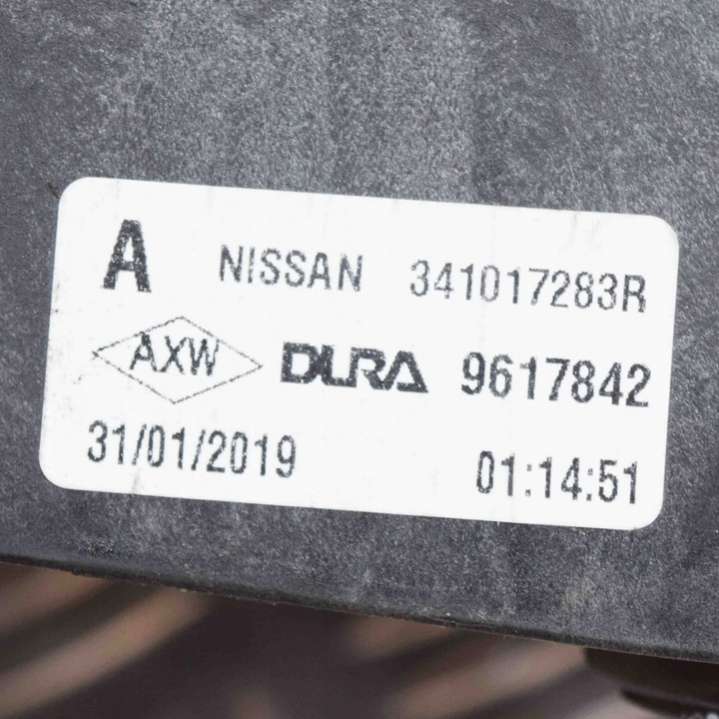 A NISSAN 341017283R
AXW DURA 9617842
31/01/2019 01:14:51